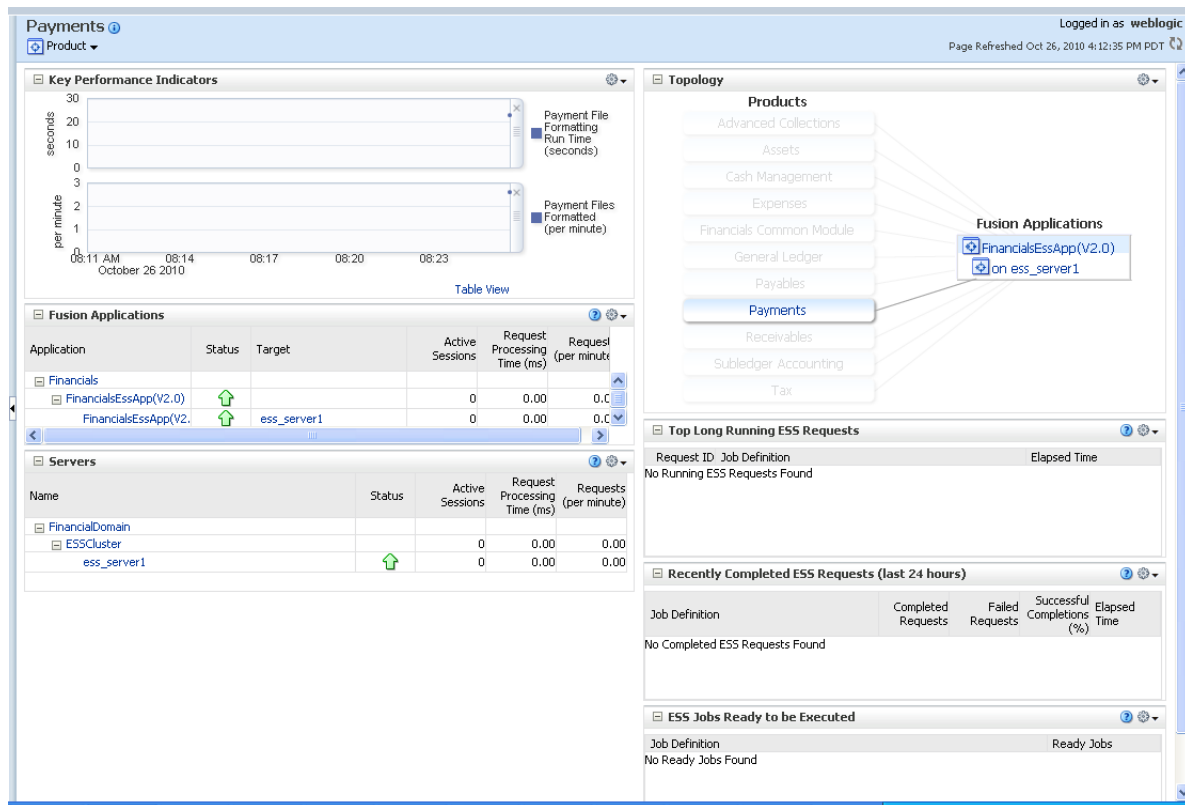 Payments
Logged in as weblogic
Product
Page Refreshed Oct 26, 2010 4:12:35 PM PDT
Key Performance Indicators
30
20
10
0
seconds
Payment File
Formatting
Run Time
(seconds)
3
2
1
0
per minute
Payment Files
Formatted
(per minute)
08:11 AM 08:14 08:17 08:20 08:23
October 26 2010
Table View
Fusion Applications
Application Status Target Active Sessions Request Processing Time (ms) Request (per minute
Financials
FinancialsEssApp(V2.0) 0 0.00 0.0
FinancialsEssApp(V2. ess_server1 0 0.00 0.0
Servers
Name Status Active Sessions Request Processing Time (ms) Requests (per minute)
FinancialDomain
ESSCluster 0 0.00 0.00
ess_server1 0 0.00 0.00
Topology
Products
Advanced Collections
Assets
Cash Management
Expenses
Financials Common Module
General Ledger
Payables
Payments
Receivables
Subledger Accounting
Tax
Fusion Applications
FinancialsEssApp(V2.0)
on ess_server1
Top Long Running ESS Requests
Request ID Job Definition Elapsed Time
No Running ESS Requests Found
Recently Completed ESS Requests (last 24 hours)
Job Definition Completed Requests Failed Requests Successful Completions (%) Elapsed Time
No Completed ESS Requests Found
ESS Jobs Ready to be Executed
Job Definition Ready Jobs
No Ready Jobs Found